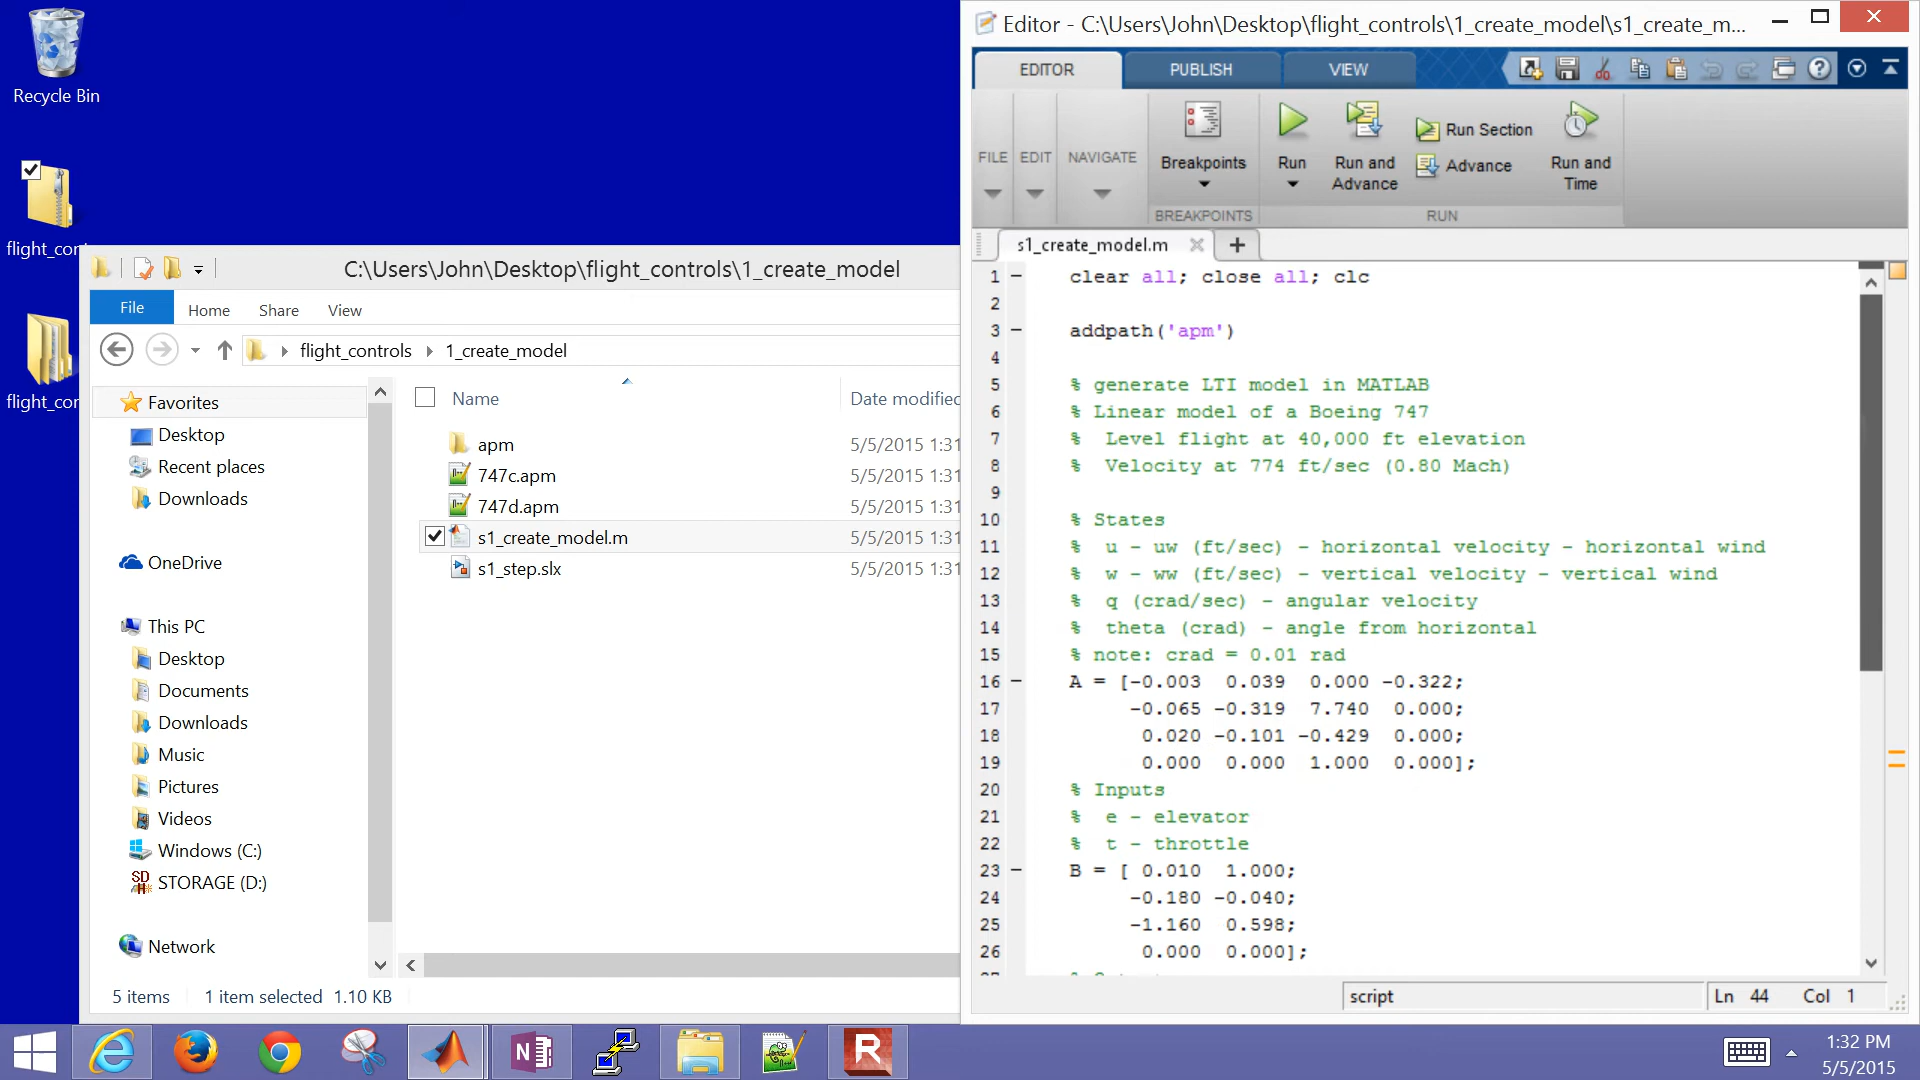 Recycle Bin
flight_con
flight_con
C:\Users\John\Desktop\flight_controls\1_create_model
File
Home
Share
View
flight_controls
1_create_model
Favorites
Desktop
Recent places
Downloads
OneDrive
This PC
Desktop
Documents
Downloads
Music
Pictures
Videos
Windows (C:)
SD
STORAGE (D:)
Network
Name
Date modified
apm
5/5/2015 1:31
747c.apm
5/5/2015 1:31
747d.apm
5/5/2015 1:31
s1_create_model.m
5/5/2015 1:31
s1_step.slx
5/5/2015 1:31
5 items
1 item selected 1.10 KB
Editor - C:\Users\John\Desktop\flight_controls\1_create_model\s1_create_m...
EDITOR
PUBLISH
VIEW
FILE
EDIT
NAVIGATE
Breakpoints
BREAKPOINTS
Run
Run and Advance
Run Section
Advance
Run and Time
RUN
s1_create_model.m
1 clear all; close all; clc
2
3 addpath('apm')
4
5 % generate LTI model in MATLAB
6 % Linear model of a Boeing 747
7 % Level flight at 40,000 ft elevation
8 % Velocity at 774 ft/sec (0.80 Mach)
9
10 % States
11 % u - uw (ft/sec) - horizontal velocity - horizontal wind
12 % w - ww (ft/sec) - vertical velocity - vertical wind
13 % q (crad/sec) - angular velocity
14 % theta (crad) - angle from horizontal
15 % note: crad = 0.01 rad
16 A = [-0.003 0.039 0.000 -0.322;
17 -0.065 -0.319 7.740 0.000;
18 0.020 -0.101 -0.429 0.000;
19 0.000 0.000 1.000 0.000];
20 % Inputs
21 % e - elevator
22 % t - throttle
23 B = [ 0.010 1.000;
24 -0.180 -0.040;
25 -1.160 0.598;
26 0.000 0.000];
script
Ln 44 Col 1
N
R
1:32 PM
5/5/2015